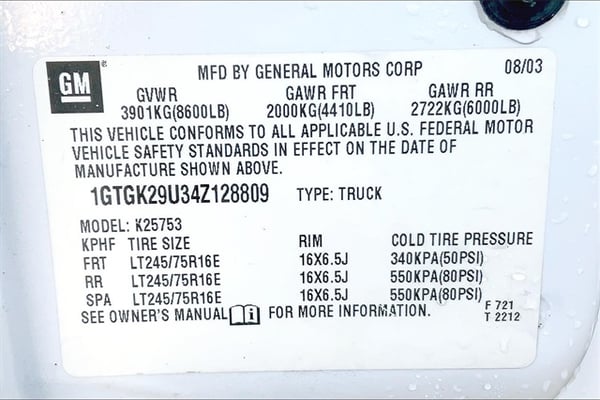 GM ® MFD BY GENERAL MOTORS CORP 08/03
GVWR GAWR FRT GAWR RR
3901KG(8600LB) 2000KG(4410LB) 2722KG(6000LB)
THIS VEHICLE CONFORMS TO ALL APPLICABLE U.S. FEDERAL MOTOR
VEHICLE SAFETY STANDARDS IN EFFECT ON THE DATE OF
MANUFACTURE SHOWN ABOVE.
1GTGK29U34Z128809 TYPE: TRUCK
MODEL: K25753
KPHF TIRE SIZE RIM COLD TIRE PRESSURE
FRT LT245/75R16E 16X6.5J 340KPA(50PSI)
RR LT245/75R16E 16X6.5J 550KPA(80PSI)
SPA LT245/75R16E 16X6.5J 550KPA(80PSI)
SEE OWNER'S MANUAL i FOR MORE INFORMATION. F 721
T 2212